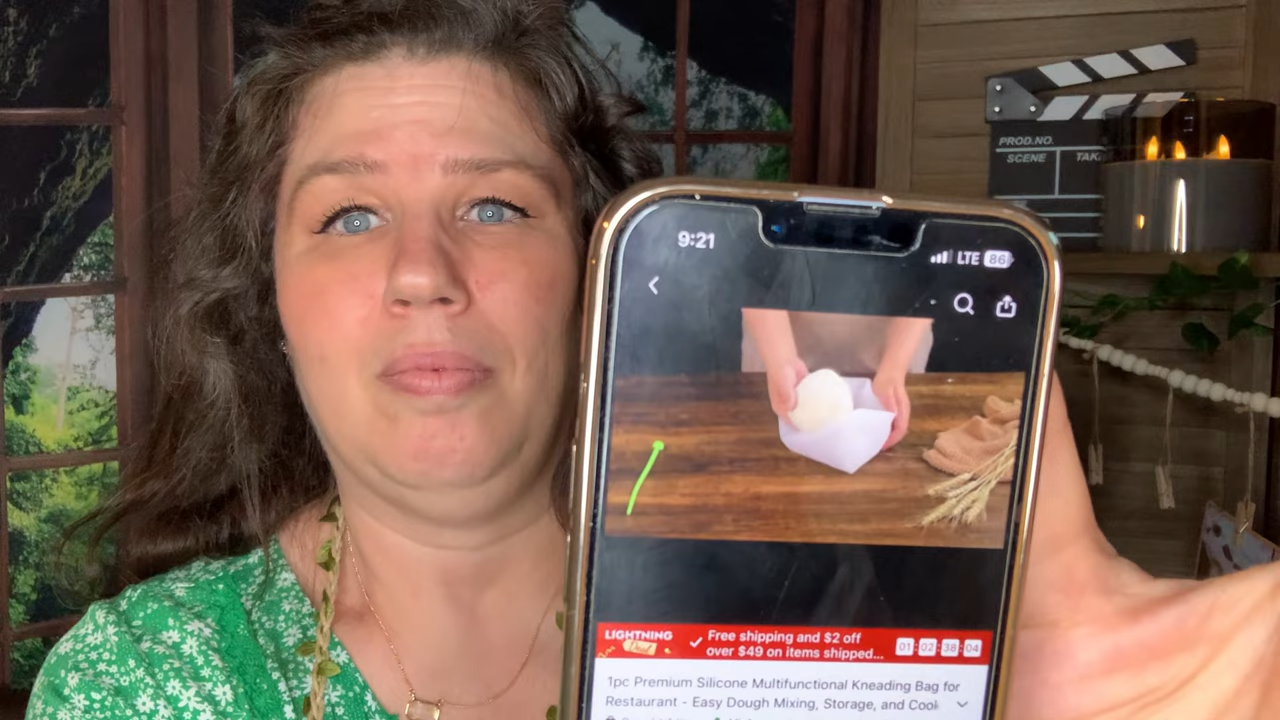 PROD.NO.
SCENE TAK
9:21
LTE 86
LIGHTNING
Deal
Free shipping and $2 off
over $49 on items shipped...
01:02:38:04
1pc Premium Silicone Multifunctional Kneading Bag for
Restaurant - Easy Dough Mixing, Storage, and Cook